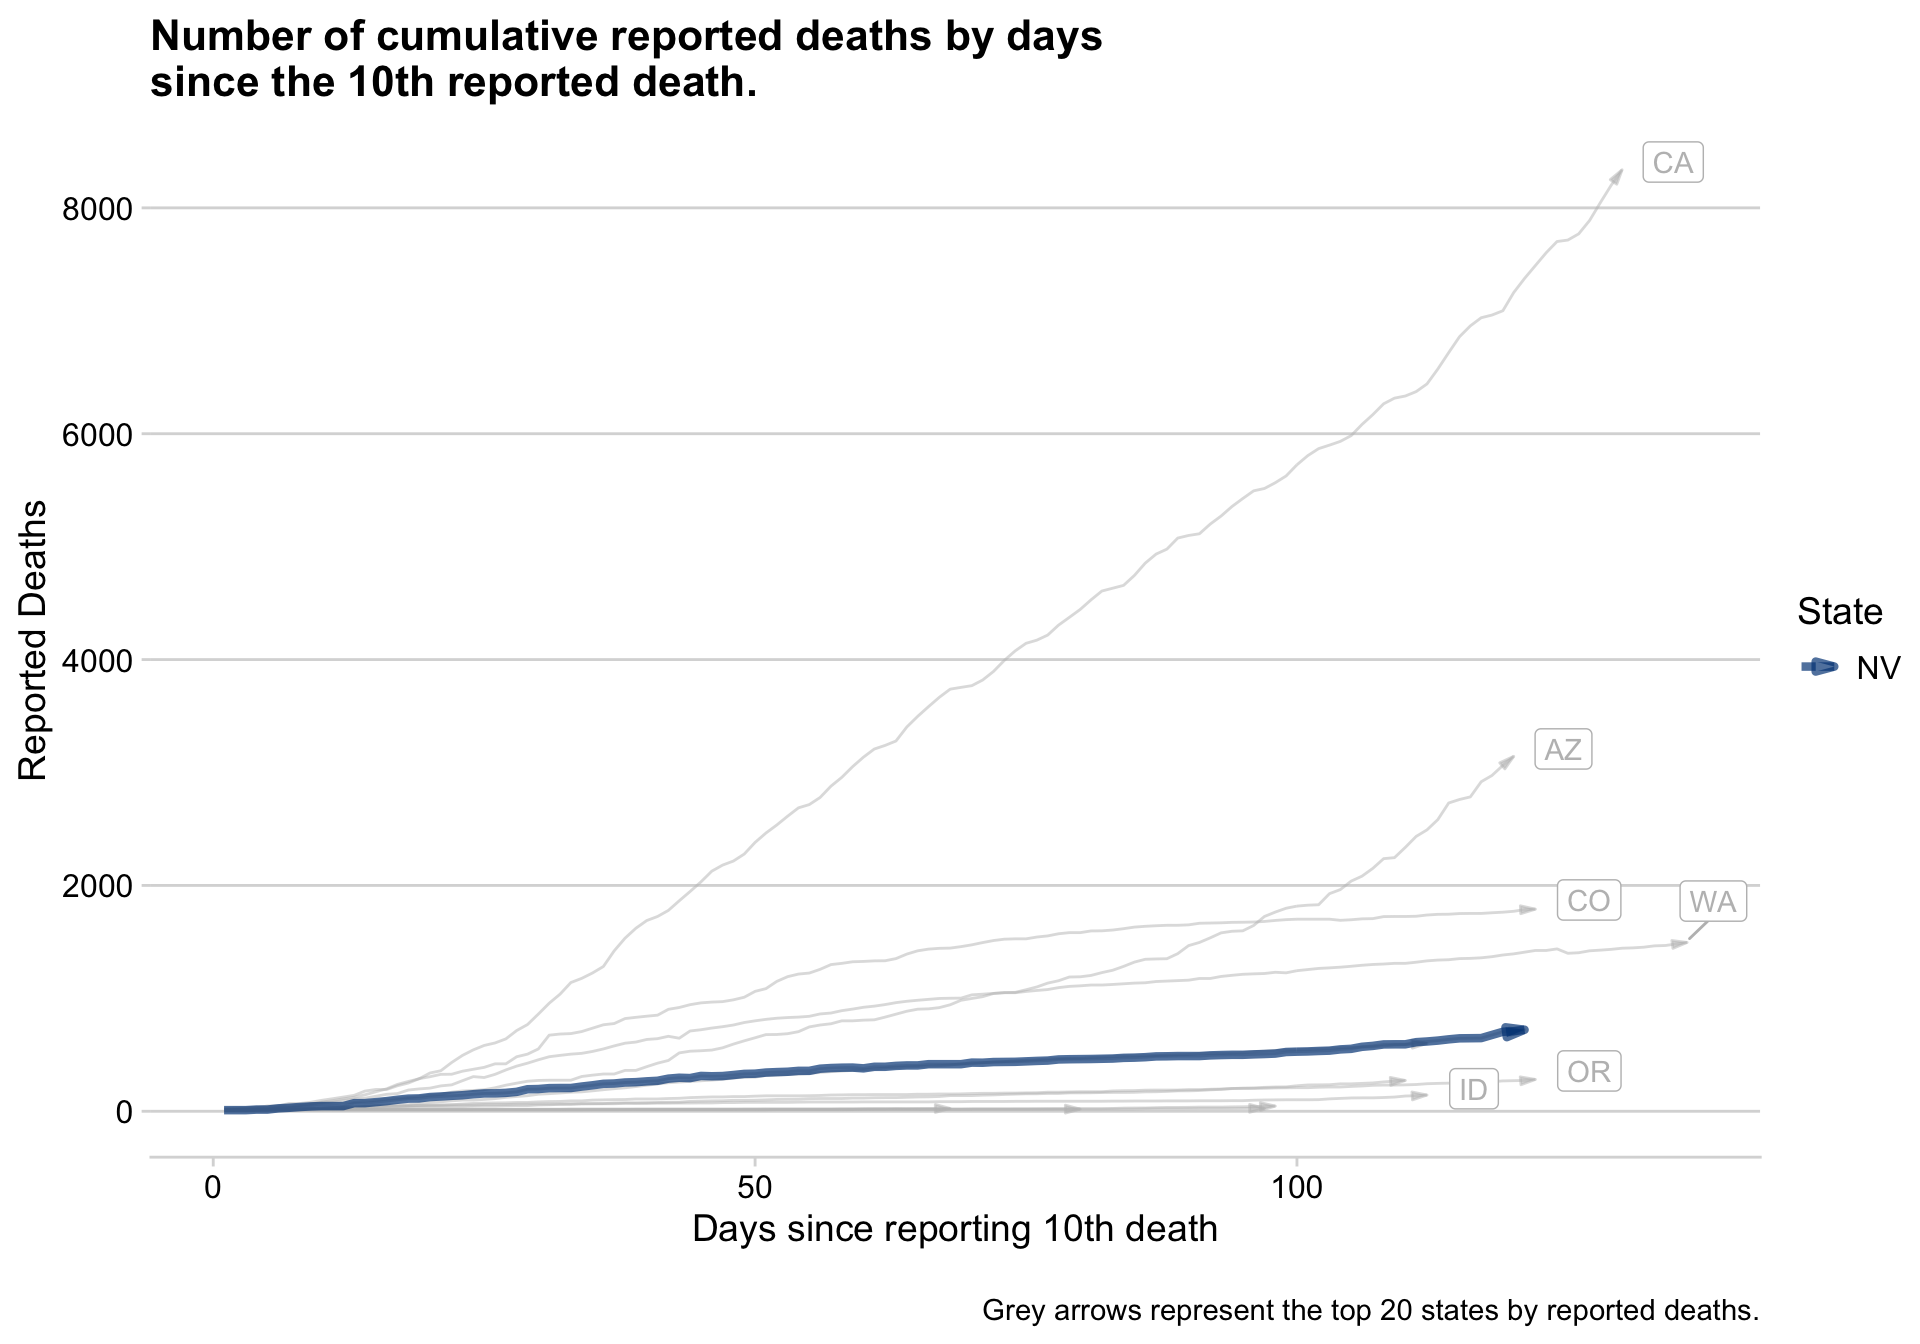 Number of cumulative reported deaths by days
since the 10th reported death.
CA
8000
6000
Reported Deaths
4000
State
NV
AZ
2000
CO
WA
OR
ID
0
0
50
100
Days since reporting 10th death
Grey arrows represent the top 20 states by reported deaths.